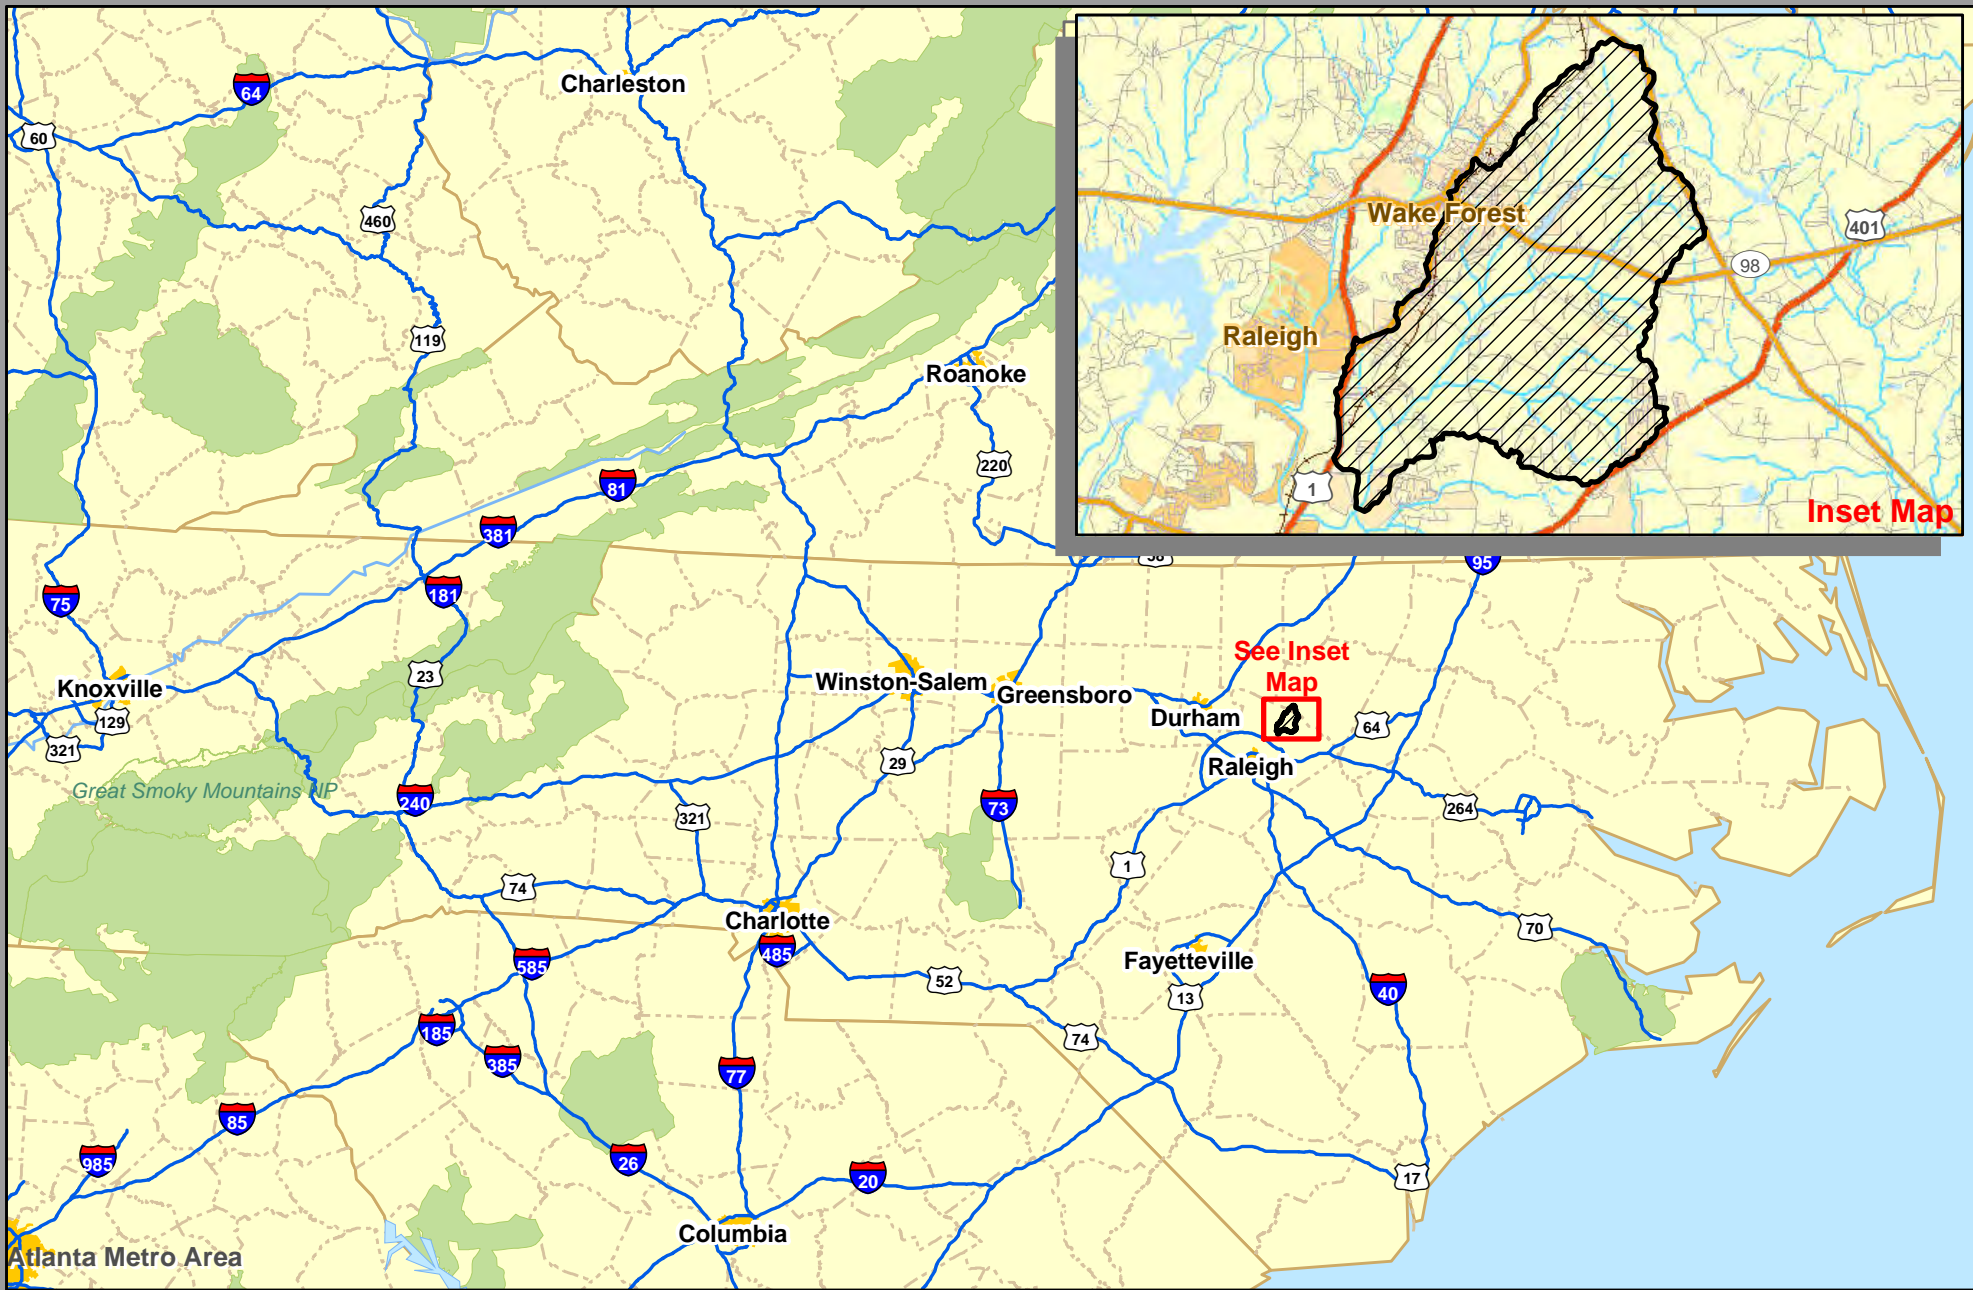 Charleston
64
60
460
119
Roanoke
220
81
381
75
181
Knoxville
129
321
23
Great Smoky Mountains NP
240
Winston-Salem
Greensboro
Durham
See Inset
Map
64
Raleigh
29
73
321
264
1
74
Charlotte
485
585
52
Fayetteville
13
70
40
185
385
74
77
85
985
26
20
17
Columbia
Atlanta Metro Area
58
95
Wake Forest
401
98
Raleigh
1
Inset Map